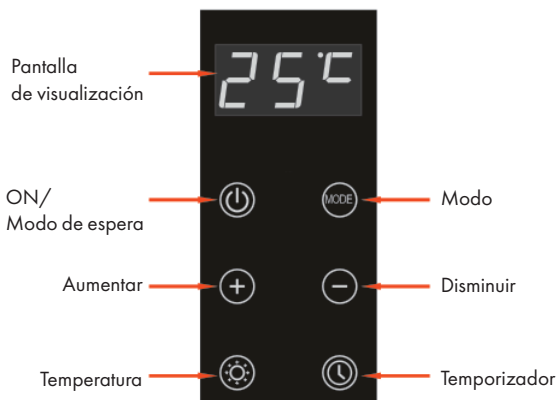 25°C
Pantalla
de visualización
ON/
Modo de espera
MODE
Modo
Aumentar
Disminuir
Temperatura
Temporizador